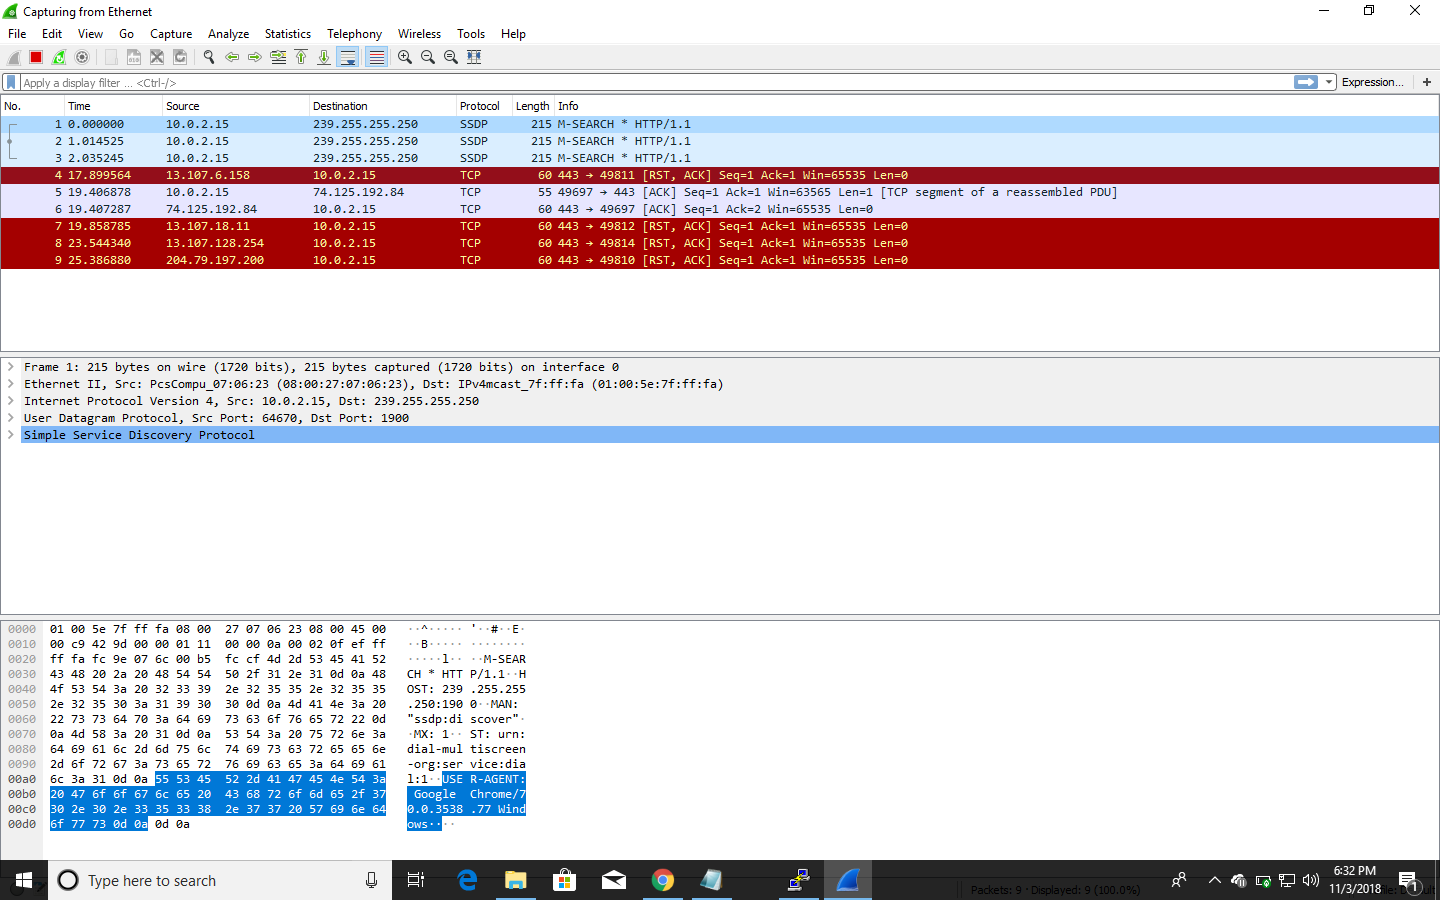 Capturing from Ethernet
File Edit View Go Capture Analyze Statistics Telephony Wireless Tools Help
Apply a display filter ... <Ctrl-/> Expression... +
No. Time Source Destination Protocol Length Info
1 0.000000 10.0.2.15 239.255.255.250 SSDP 215 M-SEARCH * HTTP/1.1
2 1.014525 10.0.2.15 239.255.255.250 SSDP 215 M-SEARCH * HTTP/1.1
3 2.035245 10.0.2.15 239.255.255.250 SSDP 215 M-SEARCH * HTTP/1.1
4 17.899564 13.107.6.158 10.0.2.15 TCP 60 443 → 49811 [RST, ACK] Seq=1 Ack=1 Win=65535 Len=0
5 19.406878 10.0.2.15 74.125.192.84 TCP 55 49697 → 443 [ACK] Seq=1 Ack=1 Win=63565 Len=1 [TCP segment of a reassembled PDU]
6 19.407287 74.125.192.84 10.0.2.15 TCP 60 443 → 49697 [ACK] Seq=1 Ack=2 Win=65535 Len=0
7 19.858785 13.107.18.11 10.0.2.15 TCP 60 443 → 49812 [RST, ACK] Seq=1 Ack=1 Win=65535 Len=0
8 23.544340 13.107.128.254 10.0.2.15 TCP 60 443 → 49814 [RST, ACK] Seq=1 Ack=1 Win=65535 Len=0
9 25.386880 204.79.197.200 10.0.2.15 TCP 60 443 → 49810 [RST, ACK] Seq=1 Ack=1 Win=65535 Len=0
Frame 1: 215 bytes on wire (1720 bits), 215 bytes captured (1720 bits) on interface 0
Ethernet II, Src: PcsCompu_07:06:23 (08:00:27:07:06:23), Dst: IPv4mcast_7f:ff:fa (01:00:5e:7f:ff:fa)
Internet Protocol Version 4, Src: 10.0.2.15, Dst: 239.255.255.250
User Datagram Protocol, Src Port: 64670, Dst Port: 1900
Simple Service Discovery Protocol
0000 01 00 5e 7f ff fa 08 00 27 07 06 23 08 00 45 00 ··^····· '··#··E·
0010 00 c9 42 9d 00 00 01 11 00 00 0a 00 02 0f ef ff ··B····· ········
0020 ff fa fc 9e 07 6c 00 b5 fc cf 4d 2d 53 45 41 52 ·····l·· ··M-SEAR
0030 43 48 20 2a 20 48 54 54 50 2f 31 2e 31 0d 0a 48 CH * HTT P/1.1··H
0040 4f 53 54 3a 20 32 33 39 2e 32 35 35 2e 32 35 35 OST: 239 .255.255
0050 2e 32 35 30 3a 31 39 30 30 0d 0a 4d 41 4e 3a 20 .250:190 0··MAN: 
0060 22 73 73 64 70 3a 64 69 73 63 6f 76 65 72 22 0d "ssdp:di scover"·
0070 0a 4d 58 3a 20 31 0d 0a 53 54 3a 20 75 72 6e 3a ·MX: 1·· ST: urn:
0080 64 69 61 6c 2d 6d 75 6c 74 69 73 63 72 65 65 6e dial-mul tiscreen
0090 2d 6f 72 67 3a 73 65 72 76 69 63 65 3a 64 69 61 -org:ser vice:dia
00a0 6c 3a 31 0d 0a 55 53 45 52 2d 41 47 45 4e 54 3a l:1··USE R-AGENT:
00b0 20 47 6f 6f 67 6c 65 20 43 68 72 6f 6d 65 2f 37 Google Chrome/7
00c0 30 2e 30 2e 33 35 33 38 2e 37 37 20 57 69 6e 64 0.0.3538 .77 Wind
00d0 6f 77 73 0d 0a 0d 0a ows····
Type here to search
Packets: 9 · Displayed: 9 (100.0%)
6:32 PM
11/3/2018
1